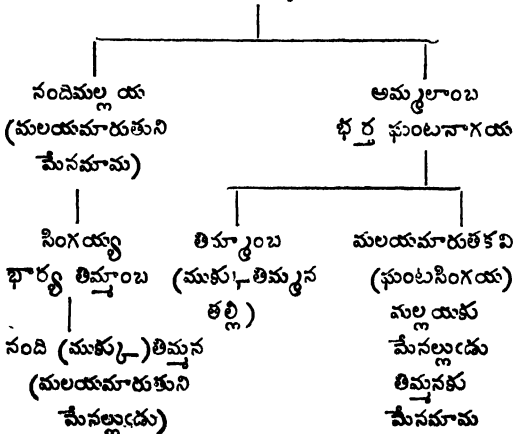 నందిమల్లయ
(మలయమారుతుని
మేనమామ)
అమ్మలాంబ
భర్త ఘంటనాగయ
సింగయ్య
భార్య తిమ్మాంబ
తిమ్మాంబ
(ముక్కు-తిమ్మన
తల్లి)
మలయమారుతకవి
(ఘంటసింగయ)
మల్లయకు
మేనల్లుఁడు
తిమ్మనకు
మేనమామ
నంది (ముక్కు-)తిమ్మన
(మలయమారుతుని
మేనల్లుఁడు)